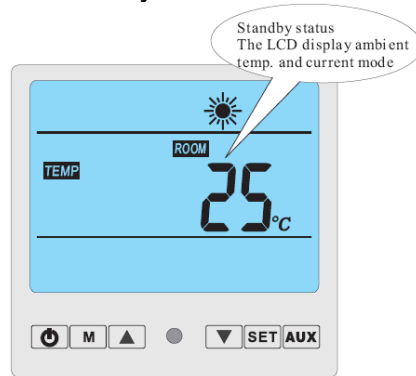 Standby status
The LCD display ambient
temp. and current mode
ROOM
TEMP
25°C
M SET AUX